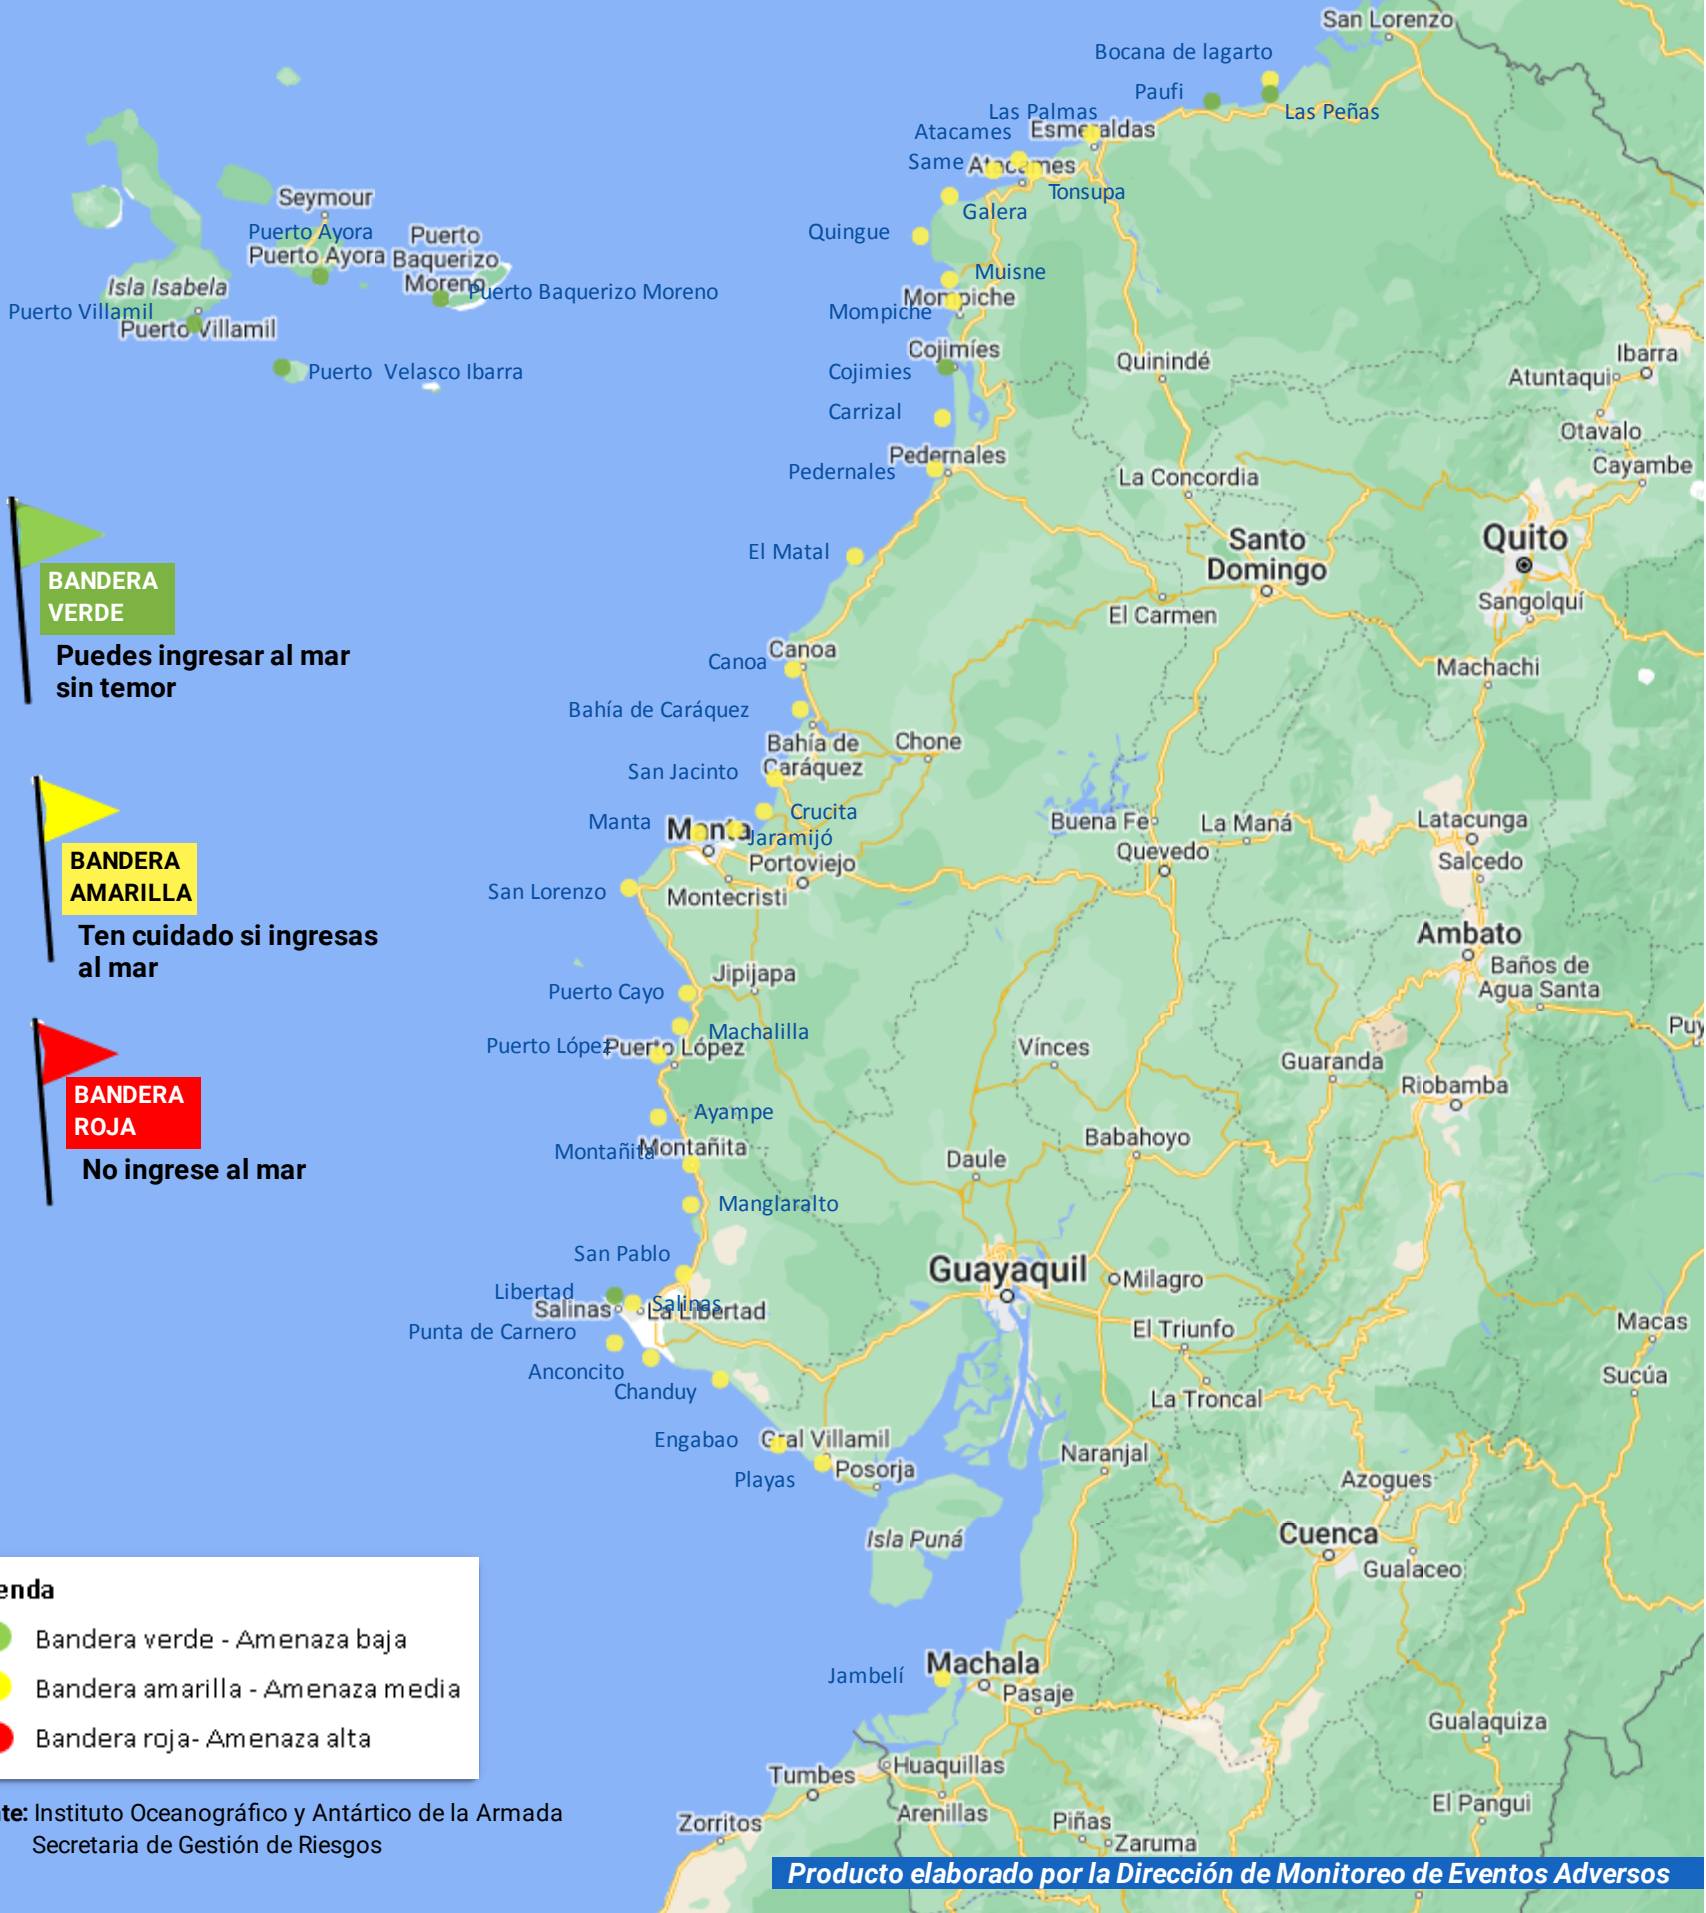 San Lorenzo
Bocana de lagarto
Paufi
Las Peñas
Las Palmas
Esmeraldas
Atacames
Same
Atacames
Tonsupa
Galera
Quingue
Muisne
Mompiche
Mompiche
Cojimíes
Cojimies
Carrizal
Pedernales
Pedernales
El Matal
Canoa
Canoa
Bahía de Caráquez
Bahía de
Caráquez
Chone
San Jacinto
Crucita
Manta
Manta
Jaramijó
Portoviejo
Montecristi
San Lorenzo
Jipijapa
Puerto Cayo
Machalilla
Puerto López
Puerto López
Ayampe
Montañita
Montañita
Manglaralto
San Pablo
Libertad
Salinas
Salinas
La Libertad
Punta de Carnero
Anconcito
Chanduy
Engabao
Gral Villamil
Playas
Posorja
Isla Puná
Jambelí
Machala
Pasaje
Huaquillas
Tumbes
Arenillas
Zorritos
Piñas
Zaruma
Seymour
Puerto Ayora
Puerto Ayora
Puerto
Baquerizo
Moreno
Puerto Baquerizo Moreno
Isla Isabela
Puerto Villamil
Puerto Villamil
Puerto Velasco Ibarra
Quinindé
Ibarra
Atuntaqui
Otavalo
Cayambe
La Concordia
Santo
Domingo
Quito
Sangolquí
El Carmen
Machachi
Buena Fe
La Maná
Latacunga
Quevedo
Salcedo
Ambato
Baños de
Agua Santa
Puy
Vínces
Guaranda
Riobamba
Babahoyo
Daule
Guayaquil
Milagro
El Triunfo
Macas
Sucúa
La Troncal
Naranjal
Azogues
Cuenca
Gualaceo
Gualaquiza
El Pangui
BANDERA
VERDE
Puedes ingresar al mar
sin temor
BANDERA
AMARILLA
Ten cuidado si ingresas
al mar
BANDERA
ROJA
No ingrese al mar
enda
Bandera verde - Amenaza baja
Bandera amarilla - Amenaza media
Bandera roja- Amenaza alta
te: Instituto Oceanográfico y Antártico de la Armada
Secretaria de Gestión de Riesgos
Producto elaborado por la Dirección de Monitoreo de Eventos Adversos